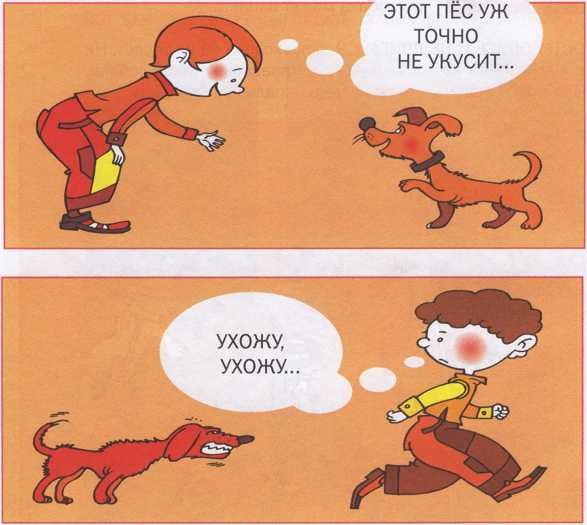 ЭТОТ ПЁС УЖ
ТОЧНО
НЕ УКУСИТ...
УХОЖУ,
УХОЖУ...